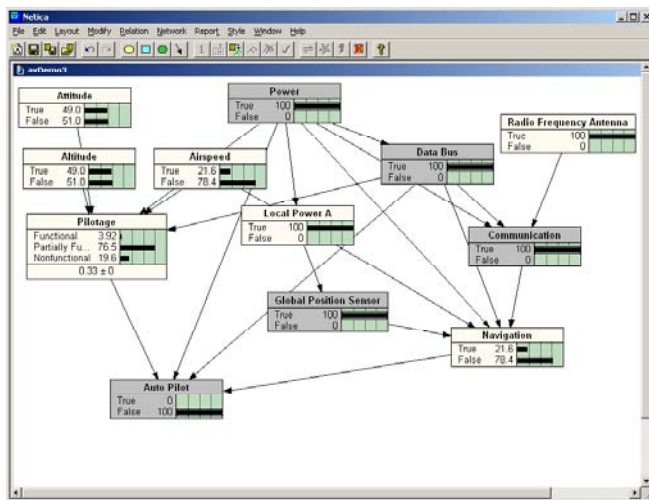 Netica
File Edit Layout Modify Relation Network Report Style Window Help
avDemo3
Attitude
True 49.0
False 51.0
Power
True 100
False 0
Radio Frequency Antenna
True 100
False 0
Data Bus
True 100
False 0
Altitude
True 49.0
False 51.0
Airspeed
True 21.6
False 78.4
Pilotage
Functional 3.92
Partially Fu... 76.5
Nonfunctional 19.6
0.33 ± 0
Local Power A
True 100
False 0
Communication
True 100
False 0
Global Position Sensor
True 100
False 0
Navigation
True 21.6
False 78.4
Auto Pilot
True 0
False 100